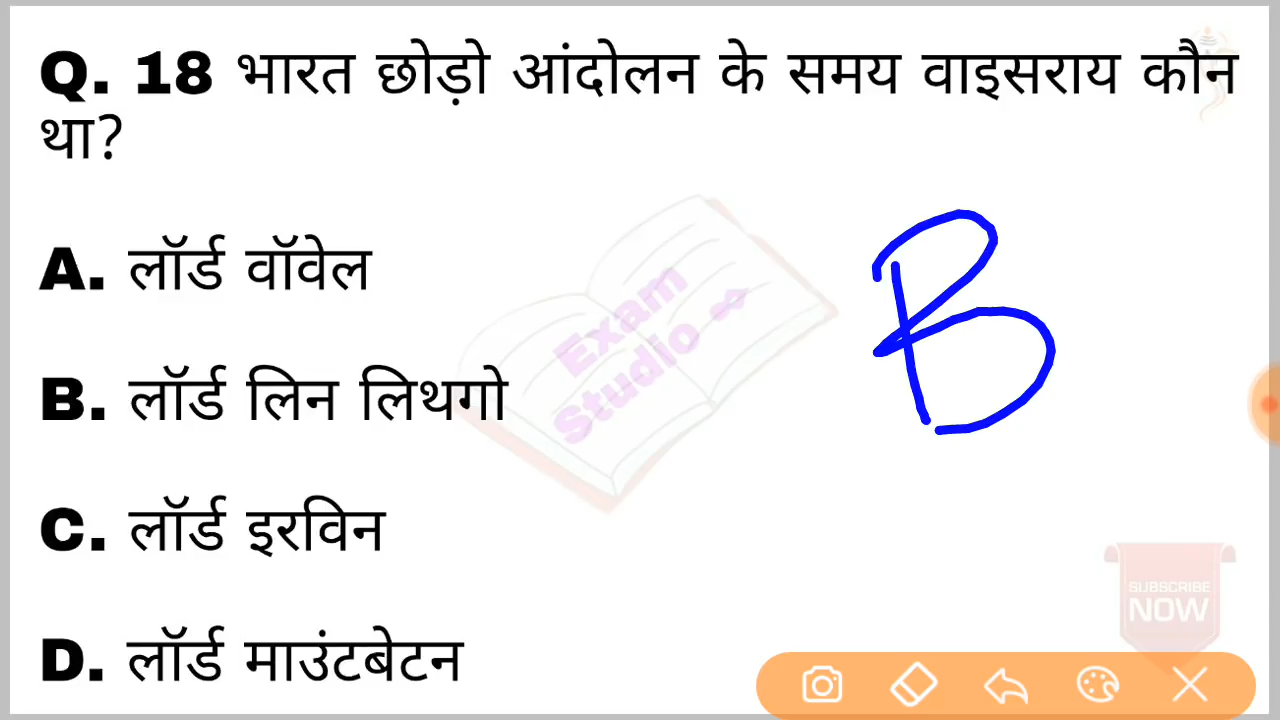 Q. 18 भारत छोड़ो आंदोलन के समय वाइसराय कौन
था?
A. लॉर्ड वॉवेल
B. लॉर्ड लिन लिथगो
C. लॉर्ड इरविन
D. लॉर्ड माउंटबेटन
B
Exam
Studio
SUBSCRIBE
NOW